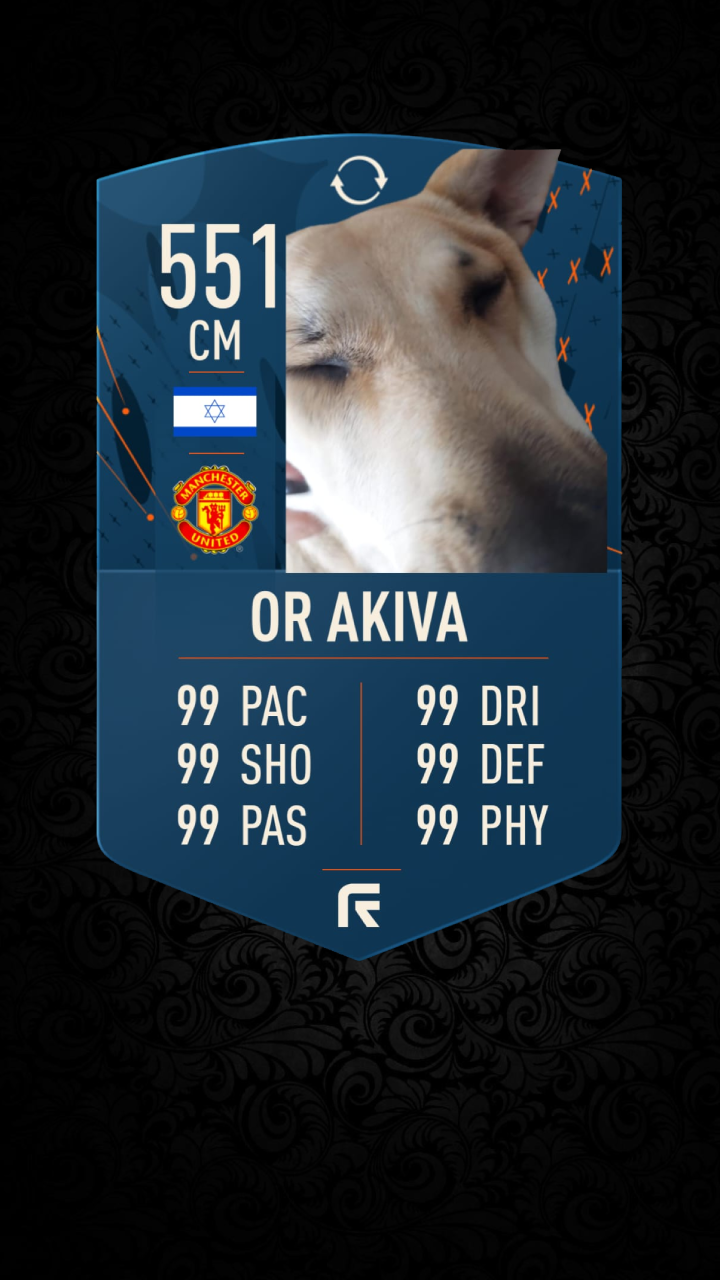 551
CM
MANCHESTER
UNITED
OR AKIVA
99 PAC
99 DRI
99 SHO
99 DEF
99 PAS
99 PHY